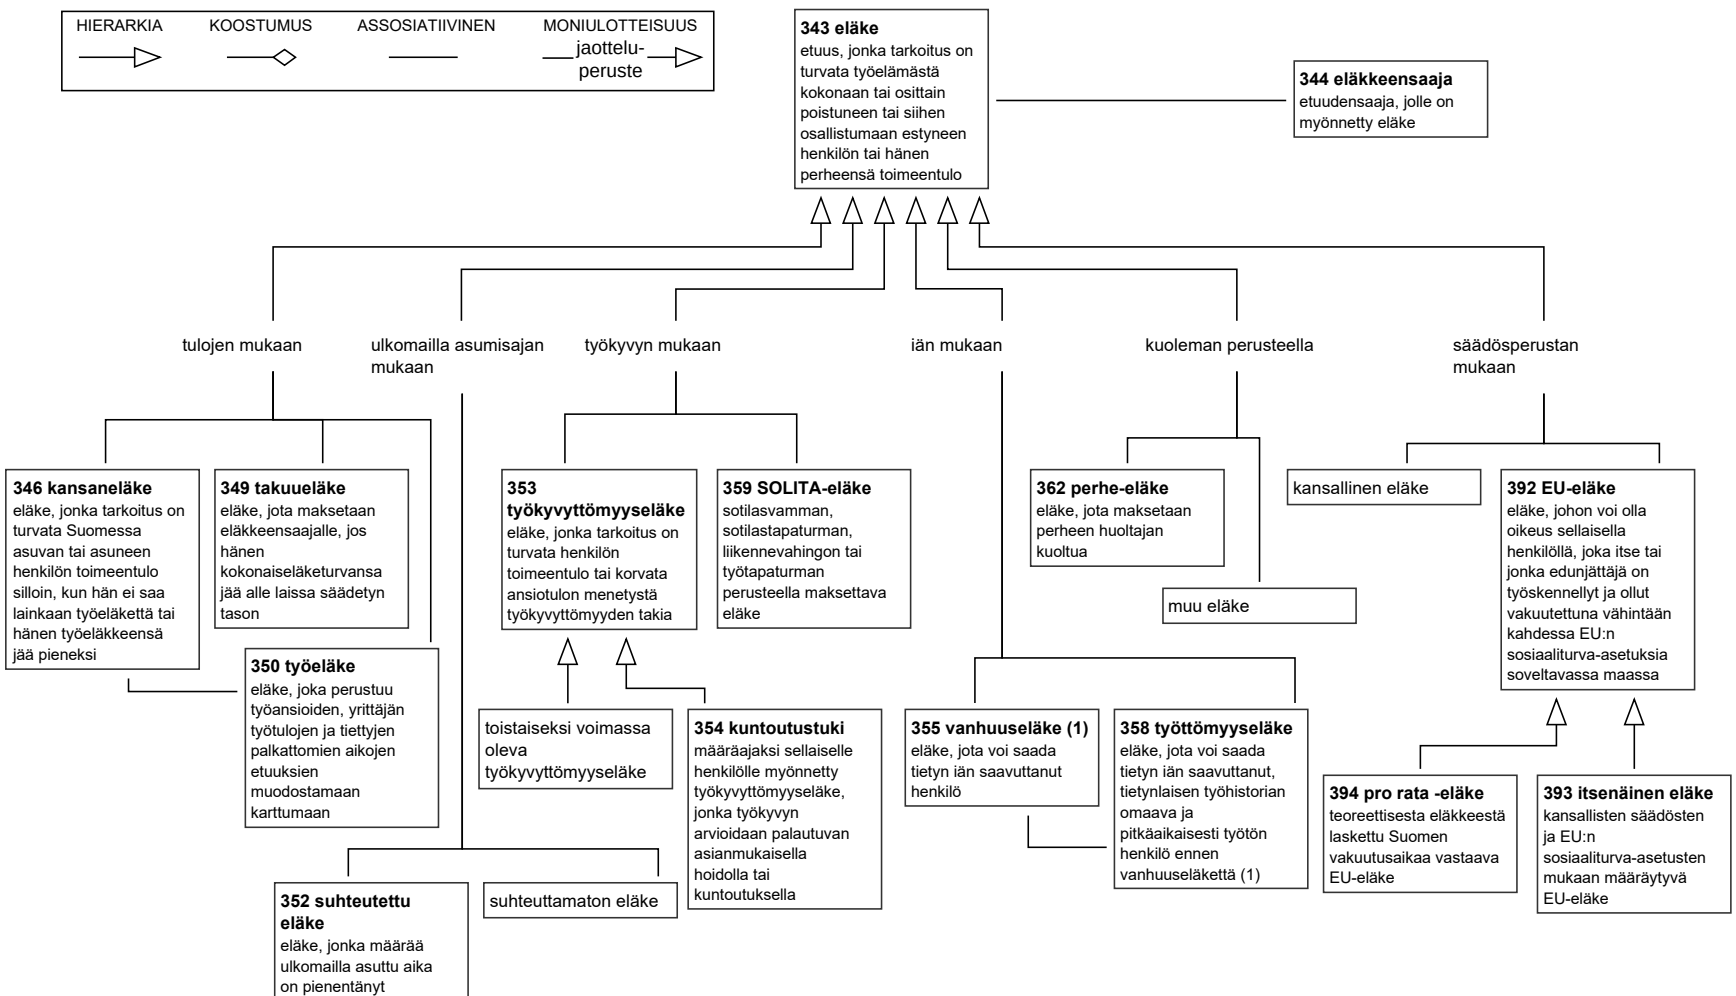 HIERARKIA
KOOSTUMUS
ASSOSIATIIVINEN
MONIULOTTEISUUS
jaottelu-
peruste
343 eläke
etuus, jonka tarkoitus on
turvata työelämästä
kokonaan tai osittain
poistuneen tai siihen
osallistumaan estyneen
henkilön tai hänen
perheensä toimeentulo
344 eläkkeensaaja
etuudensaaja, jolle on
myönnetty eläke
tulojen mukaan
ulkomailla asumisajan
mukaan
työkyvyn mukaan
iän mukaan
kuoleman perusteella
säädösperustan
mukaan
346 kansaneläke
eläke, jonka tarkoitus on
turvata Suomessa
asuvan tai asuneen
henkilön toimeentulo
silloin, kun hän ei saa
lainkaan työeläkettä tai
hänen työeläkkeensä
jää pieneksi
349 takuueläke
eläke, jota maksetaan
eläkkeensaajalle, jos
hänen
kokonaiseläketurvansa
jää alle laissa säädetyn
tason
353
työkyvyttömyyseläke
eläke, jonka tarkoitus on
turvata henkilön
toimeentulo tai korvata
ansiotulon menetystä
työkyvyttömyyden takia
359 SOLITA-eläke
sotilasvamman,
sotilastapaturman,
liikennevahingon tai
työtapaturman
perusteella maksettava
eläke
362 perhe-eläke
eläke, jota maksetaan
perheen huoltajan
kuoltua
kansallinen eläke
392 EU-eläke
eläke, johon voi olla
oikeus sellaisella
henkilöllä, joka itse tai
jonka edunjättäjä on
työskennellyt ja ollut
vakuutettuna vähintään
kahdessa EU:n
sosiaaliturva-asetuksia
soveltavassa maassa
muu eläke
350 työeläke
eläke, joka perustuu
työansioiden, yrittäjän
työtulojen ja tiettyjen
palkattomien aikojen
etuuksien
muodostamaan
karttumaan
toistaiseksi voimassa
oleva
työkyvyttömyyseläke
354 kuntoutustuki
määräajaksi sellaiselle
henkilölle myönnetty
työkyvyttömyyseläke,
jonka työkyvyn
arvioidaan palautuvan
asianmukaisella
hoidolla tai
kuntoutuksella
355 vanhuuseläke (1)
eläke, jota voi saada
tietyn iän saavuttanut
henkilö
358 työttömyyseläke
eläke, jota voi saada
tietyn iän saavuttanut,
tietynlaisen työhistorian
omaava ja
pitkäaikaisesti työtön
henkilö ennen
vanhuuseläkettä (1)
394 pro rata -eläke
teoreettisesta eläkkeestä
laskettu Suomen
vakuutusaikaa vastaava
EU-eläke
393 itsenäinen eläke
kansallisten säädösten
ja EU:n
sosiaaliturva-asetusten
mukaan määräytyvä
EU-eläke
352 suhteutettu
eläke
eläke, jonka määrää
ulkomailla asuttu aika
on pienentänyt
suhteuttamaton eläke